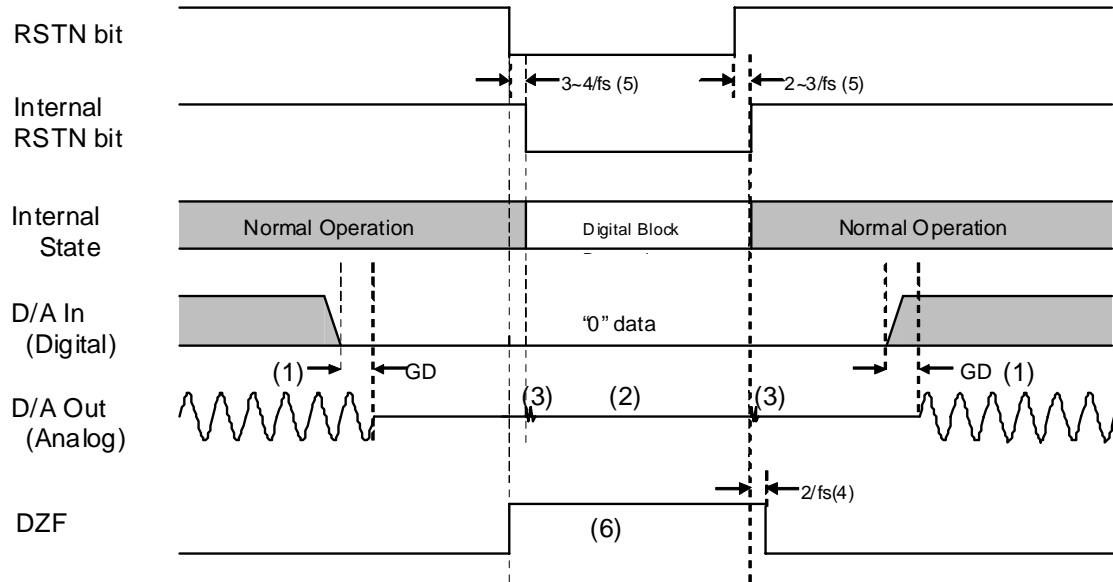 RSTN bit
3~4/fs (5)
2~3/fs (5)
Internal
RSTN bit
Internal
State
Normal Operation
Digital Block
Normal Operation
D/A In
(Digital)
“0” data
(1)
GD
GD (1)
D/A Out
(Analog)
(3)
(2)
(3)
2/fs(4)
DZF
(6)